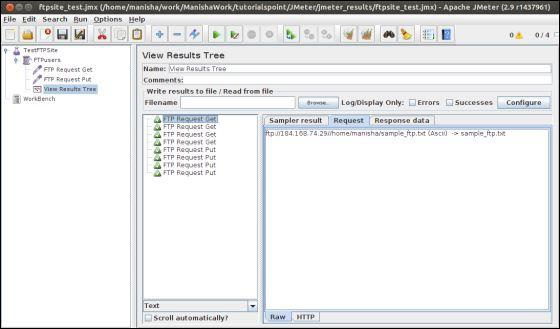 ftpsite_test.jmx (/home/manisha/work/ManishaWork/tutorialspoint/JMeter/jmeter_results/ftpsite_test.jmx) - Apache JMeter (2.9 r1437961)
File Edit Search Run Options Help
0 0 / 4
TestFTPSite
FTPusers
FTP Request Get
FTP Request Put
View Results Tree
WorkBench
View Results Tree
Name: View Results Tree
Comments:
Write results to file / Read from file
Filename Browse... Log/Display Only: Errors Successes Configure
FTP Request Get
FTP Request Get
FTP Request Get
FTP Request Get
FTP Request Put
FTP Request Put
FTP Request Put
FTP Request Put
Text
Scroll automatically?
Sampler result Request Response data
ftp://184.168.74.29//home/manisha/sample_ftp.txt (Ascii) -> sample_ftp.txt
Raw HTTP